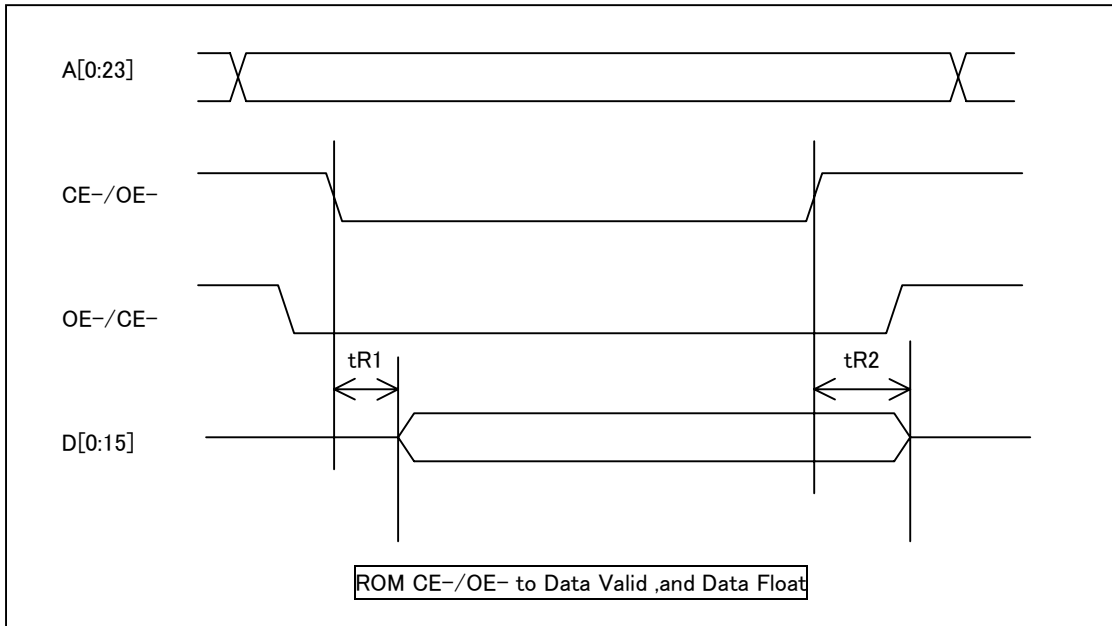 A[0:23]
CE-/OE-
OE-/CE-
tR1
tR2
D[0:15]
ROM CE-/OE- to Data Valid ,and Data Float